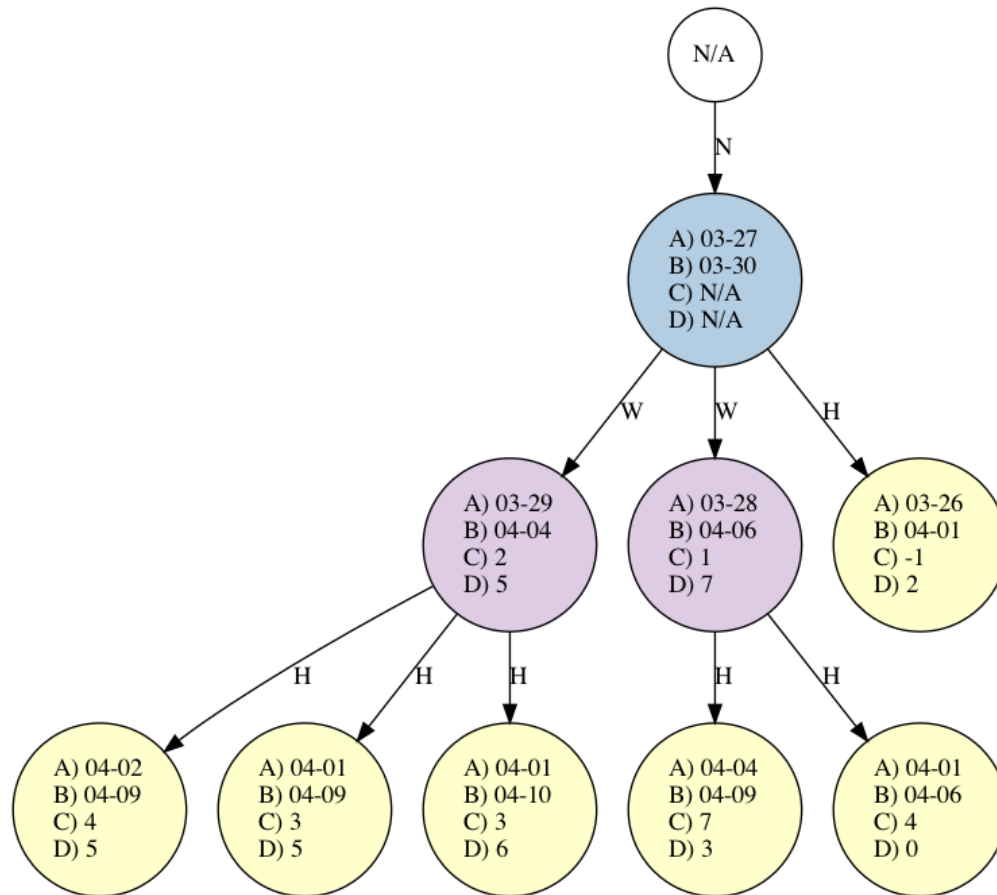 N/A
N
A) 03-27
B) 03-30
C) N/A
D) N/A
W
W
H
A) 03-29
B) 04-04
C) 2
D) 5
A) 03-28
B) 04-06
C) 1
D) 7
A) 03-26
B) 04-01
C) -1
D) 2
H
H
H
H
H
A) 04-02
B) 04-09
C) 4
D) 5
A) 04-01
B) 04-09
C) 3
D) 5
A) 04-01
B) 04-10
C) 3
D) 6
A) 04-04
B) 04-09
C) 7
D) 3
A) 04-01
B) 04-06
C) 4
D) 0